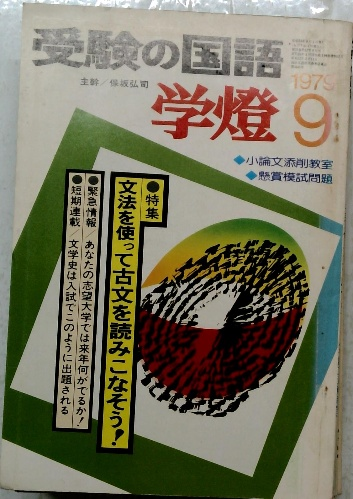 受験の国語
主幹/保坂弘司
学燈
1979
9
◆小論文添削教室
◆懸賞模試問題
●特集
文法を使って古文を読みこなそう!
●緊急情報/あなたの志望大学では来年何がでるか!
●短期連載/文学史は入試でこのように出題される